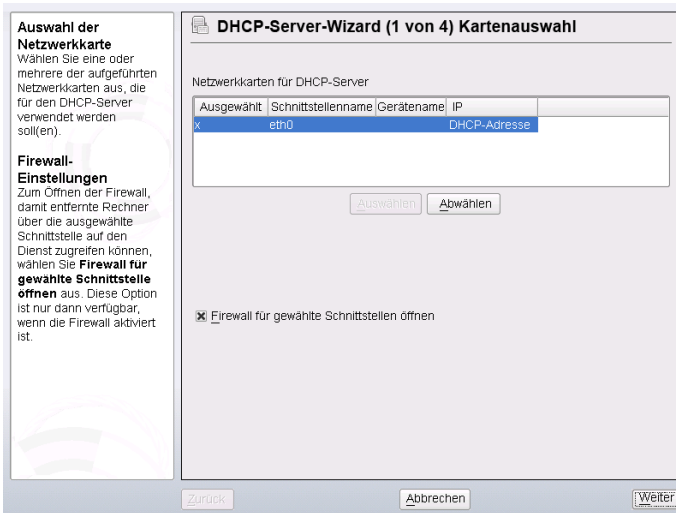 Auswahl der
Netzwerkkarte
Wählen Sie eine oder
mehrere der aufgeführten
Netzwerkkarten aus, die
für den DHCP-Server
verwendet werden
soll(en).
Firewall-
Einstellungen
Zum Öffnen der Firewall,
damit entfernte Rechner
über die ausgewählte
Schnittstelle auf den
Dienst zugreifen können,
wählen Sie Firewall für
gewählte Schnittstelle
öffnen aus. Diese Option
ist nur dann verfügbar,
wenn die Firewall aktiviert
ist.
DHCP-Server-Wizard (1 von 4) Kartenauswahl
Netzwerkkarten für DHCP-Server
Ausgewählt Schnittstellenname Gerätename IP
x eth0 DHCP-Adresse
Auswählen Abwählen
Firewall für gewählte Schnittstellen öffnen
Zurück Abbrechen Weiter